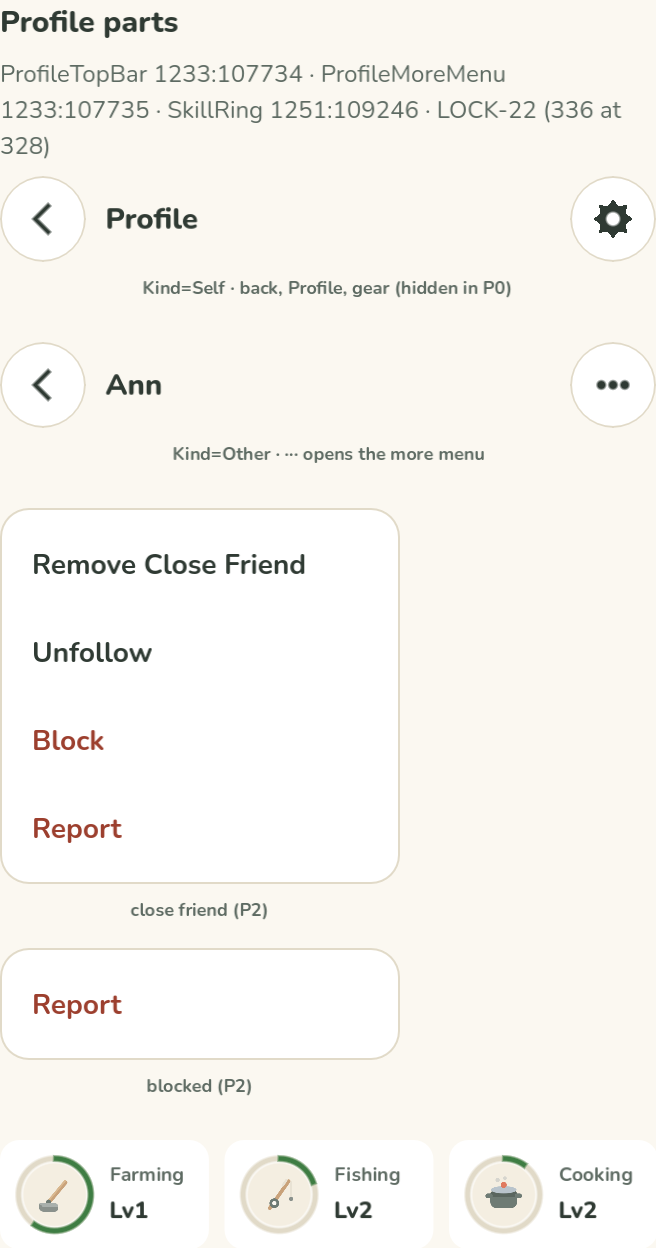 Profile parts
ProfileTopBar 1233:107734 · ProfileMoreMenu
1233:107735 · SkillRing 1251:109246 · LOCK-22 (336 at
328)
Profile
Kind=Self · back, Profile, gear (hidden in P0)
Ann
Kind=Other · ··· opens the more menu
Remove Close Friend
Unfollow
Block
Report
close friend (P2)
Report
blocked (P2)
Farming
Lv1
Fishing
Lv2
Cooking
Lv2